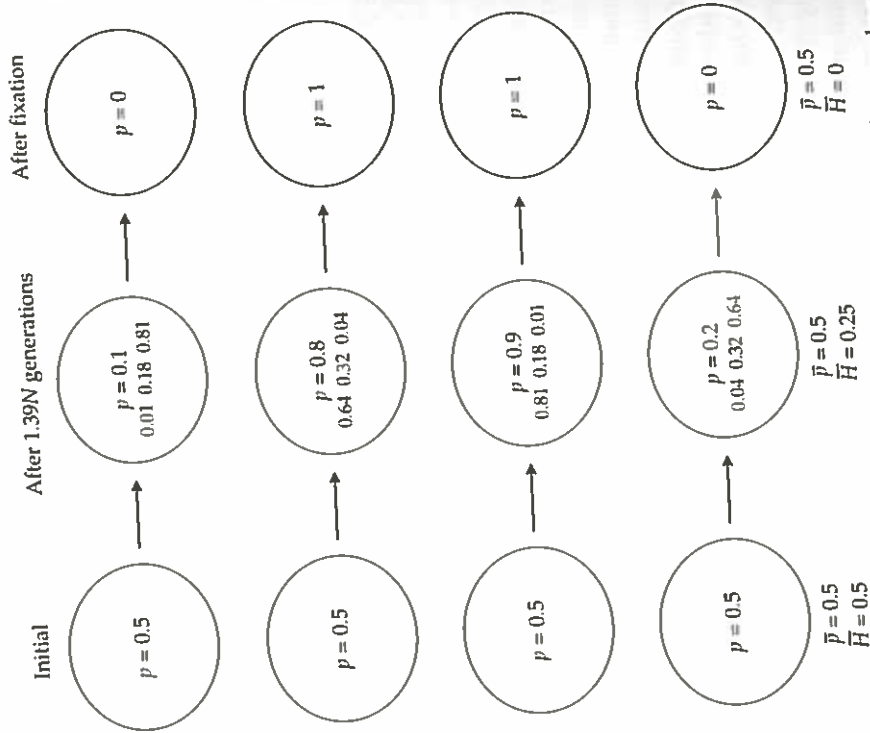 Initial
After 1.39N generations
After fixation
p = 0.5
p = 0.1
0.01 0.18 0.81
p = 0
p = 0.5
p = 0.8
0.64 0.32 0.04
p = 1
p = 0.5
p = 0.9
0.81 0.18 0.01
p = 1
p = 0.5
p = 0.2
0.04 0.32 0.64
p = 0
p̅ = 0.5
H̅ = 0.5
p̅ = 0.5
H̅ = 0.25
p̅ = 0.5
H̅ = 0